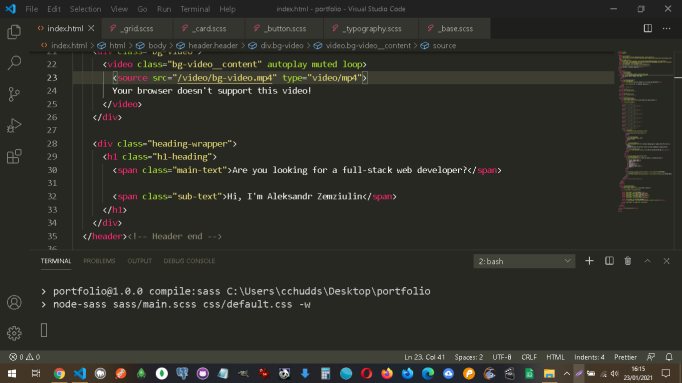 File Edit Selection View Go Run Terminal Help index.html - portfolio - Visual Studio Code
index.html _grid.scss _card.scss _button.scss _typography.scss _base.scss
index.html > html > body > header.header > div.bg-video > video.bg-video__content > source
22 <video class="bg-video__content" autoplay muted loop>
23 <source src="/video/bg-video.mp4" type="video/mp4">
24 Your browser doesn't support this video!
25 </video>
26 </div>
27
28 <div class="heading-wrapper">
29 <h1 class="h1-heading">
30 <span class="main-text">Are you looking for a full-stack web developer?</span>
31
32 <span class="sub-text">Hi, I'm Aleksandr Zemziulin</span>
33 </h1>
34 </div>
35 </header><!-- Header end -->
TERMINAL PROBLEMS OUTPUT DEBUG CONSOLE 2: bash
> portfolio@1.0.0 compile:sass C:\Users\cchudds\Desktop\portfolio
> node-sass sass/main.scss css/default.css -w
0 0 Ln 23, Col 41 Spaces: 2 UTF-8 CRLF HTML Indents: 4 Prettier
16:15
23/01/2021